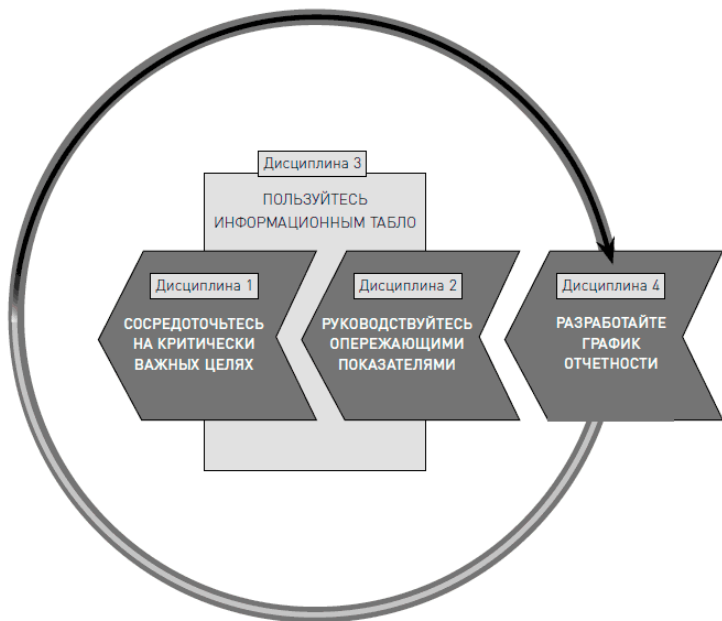 Дисциплина 3
ПОЛЬЗУЙТЕСЬ
ИНФОРМАЦИОННЫМ ТАБЛО
Дисциплина 1
СОСРЕДОТОЧЬТЕСЬ
НА КРИТИЧЕСКИ
ВАЖНЫХ ЦЕЛЯХ
Дисциплина 2
РУКОВОДСТВУЙТЕСЬ
ОПЕРЕЖАЮЩИМИ
ПОКАЗАТЕЛЯМИ
Дисциплина 4
РАЗРАБОТАЙТЕ
ГРАФИК
ОТЧЕТНОСТИ